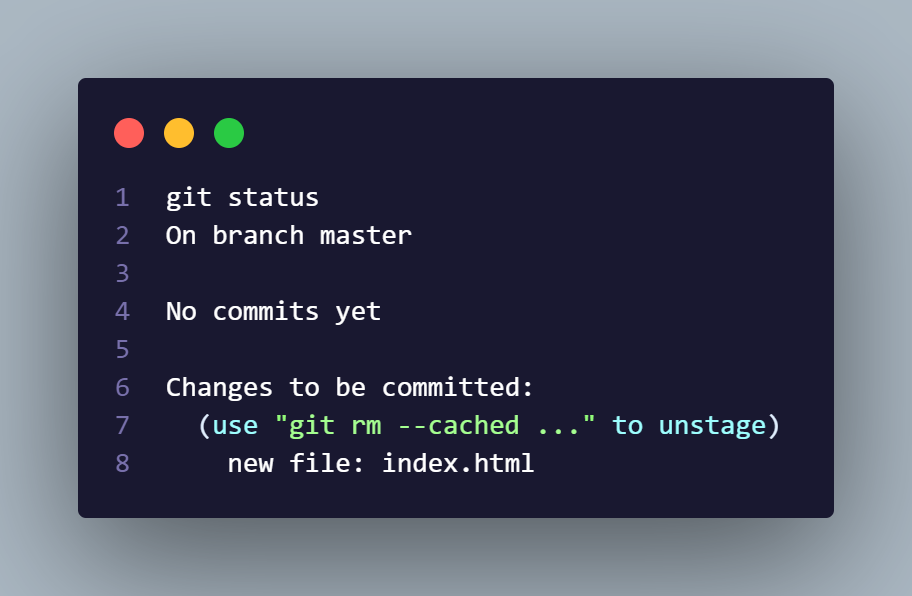 1 git status
2 On branch master
3
4 No commits yet
5
6 Changes to be committed:
7   (use "git rm --cached ..." to unstage)
8     new file: index.html